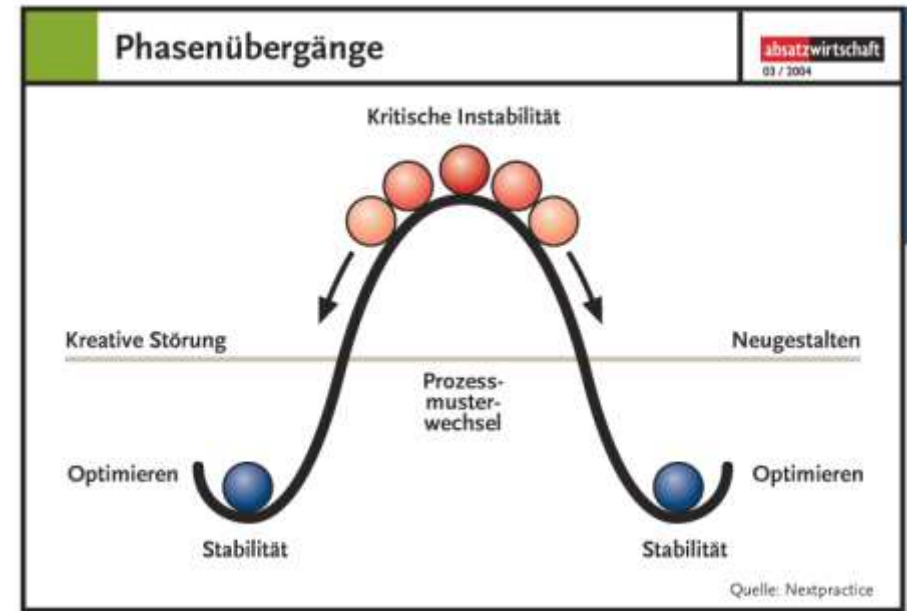 Phasenübergänge
absatzwirtschaft
03 / 2004
Kritische Instabilität
Kreative Störung
Neugestalten
Prozess-
muster-
wechsel
Optimieren
Optimieren
Stabilität
Stabilität
Quelle: Nextpractice